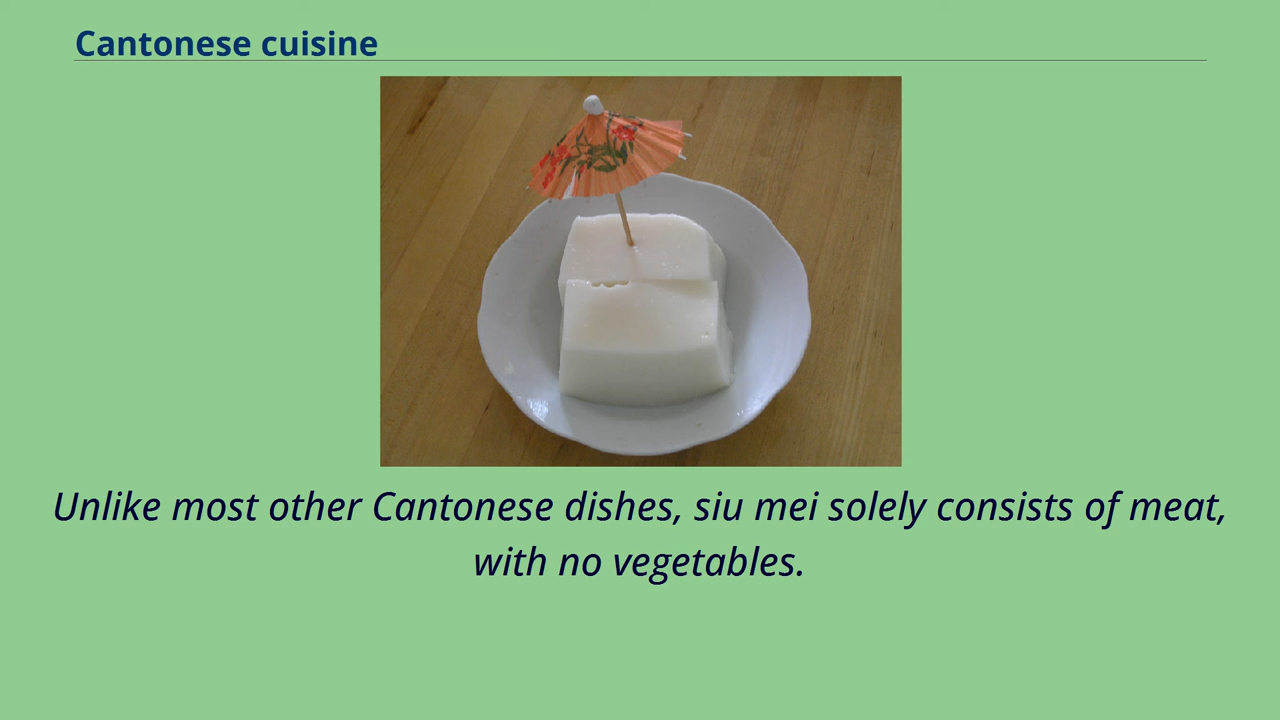 Cantonese cuisine
Unlike most other Cantonese dishes, siu mei solely consists of meat,
with no vegetables.